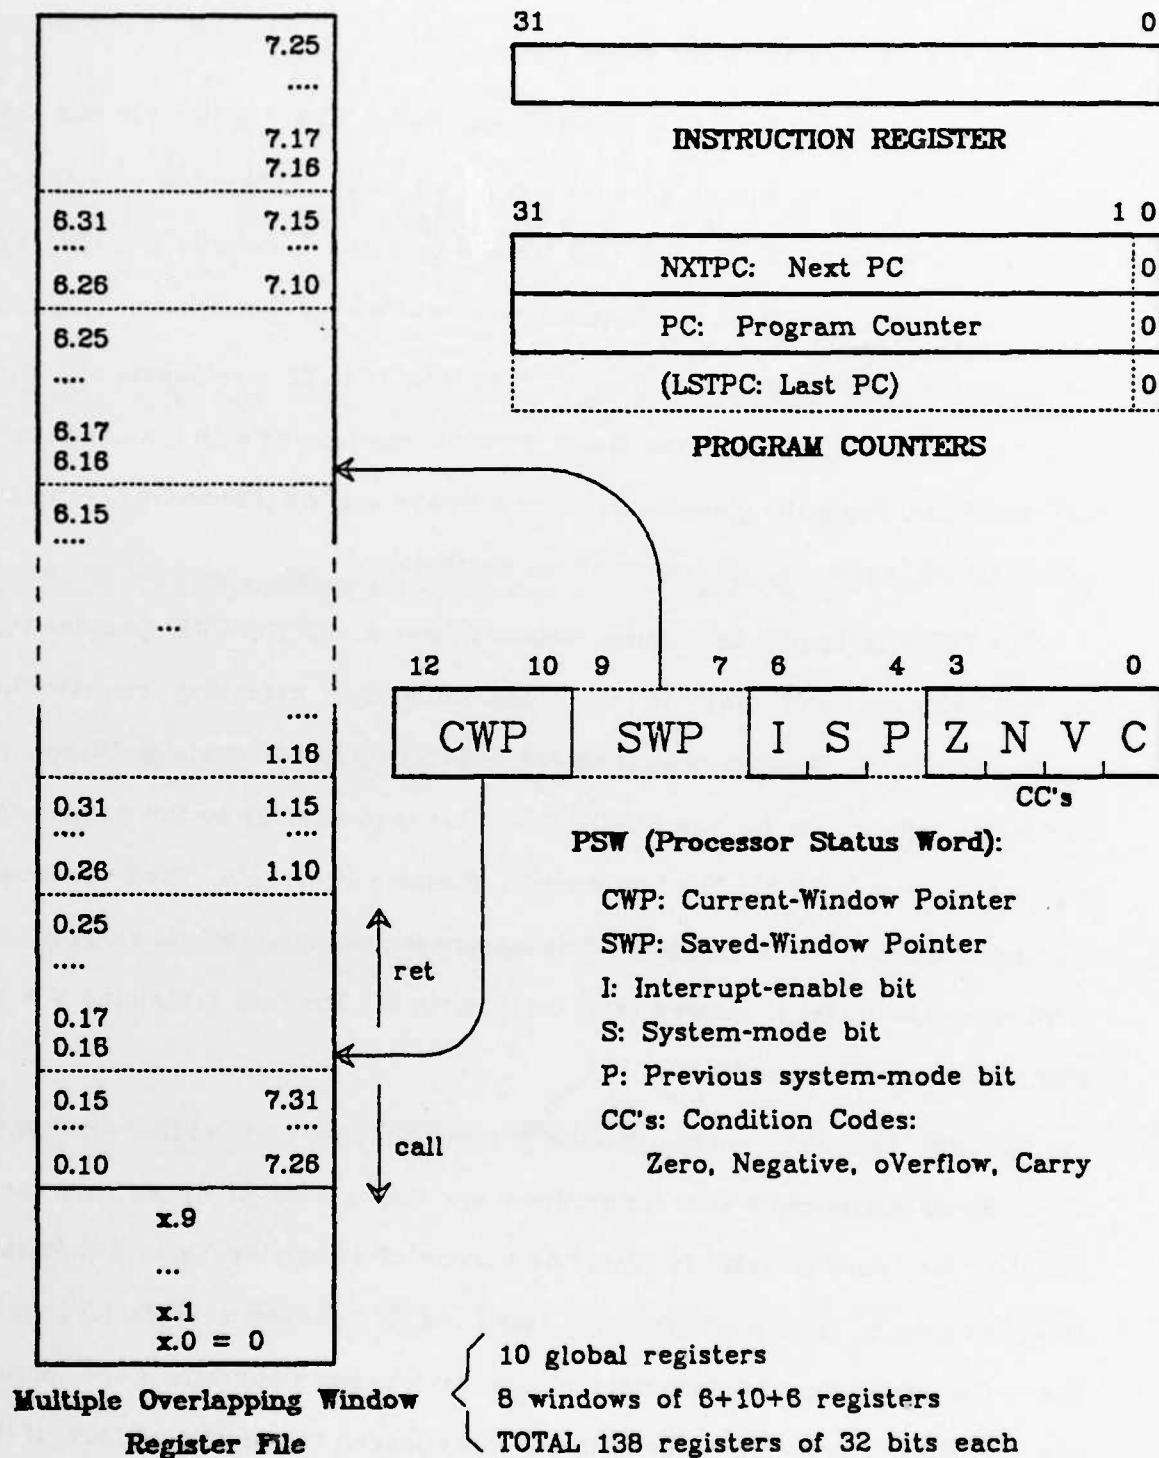 7.25
....
7.17
7.16
6.31 7.15
.... ....
6.26 7.10
6.25
....
6.17
6.16
6.15
....
...
....
1.16
0.31 1.15
.... ....
0.26 1.10
0.25
....
0.17
0.16
0.15 7.31
.... ....
0.10 7.26
x.9
...
x.1
x.0 = 0
Multiple Overlapping Window
Register File
10 global registers
8 windows of 6+10+6 registers
TOTAL 138 registers of 32 bits each
ret
call
31 0
INSTRUCTION REGISTER
31 1 0
NXTPC: Next PC 0
PC: Program Counter 0
(LSTPC: Last PC) 0
PROGRAM COUNTERS
12 10 9 7 6 4 3 0
CWP SWP I S P Z N V C
CC's
PSW (Processor Status Word):
CWP: Current-Window Pointer
SWP: Saved-Window Pointer
I: Interrupt-enable bit
S: System-mode bit
P: Previous system-mode bit
CC's: Condition Codes:
Zero, Negative, oVerflow, Carry